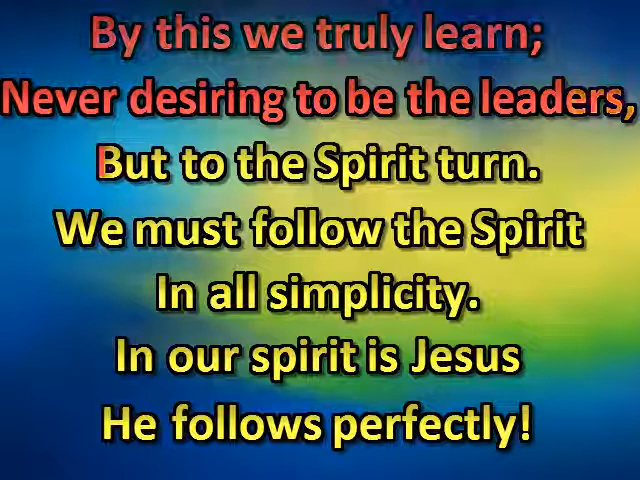 By this we truly learn;
Never desiring to be the leaders,
But to the Spirit turn.
We must follow the Spirit
In all simplicity.
In our spirit is Jesus
He follows perfectly!